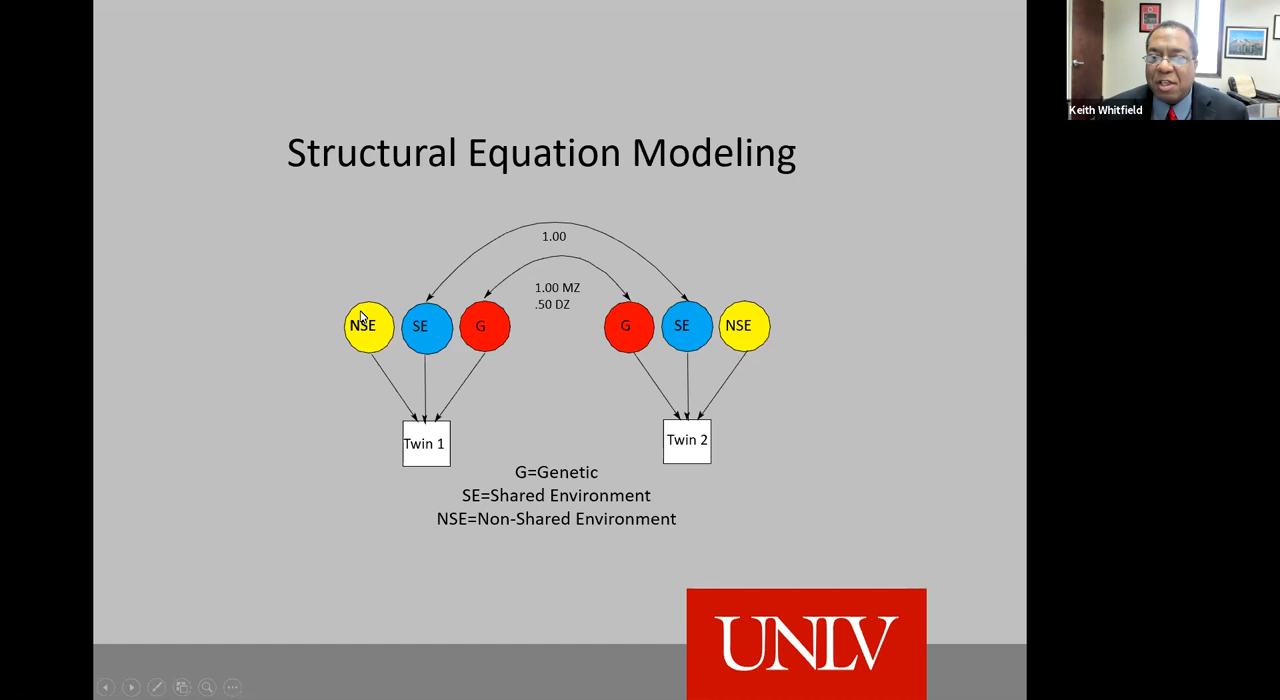 Structural Equation Modeling
1.00
1.00 MZ
.50 DZ
NSE
SE
G
G
SE
NSE
Twin 1
Twin 2
G=Genetic
SE=Shared Environment
NSE=Non-Shared Environment
UNLV
Keith Whitfield